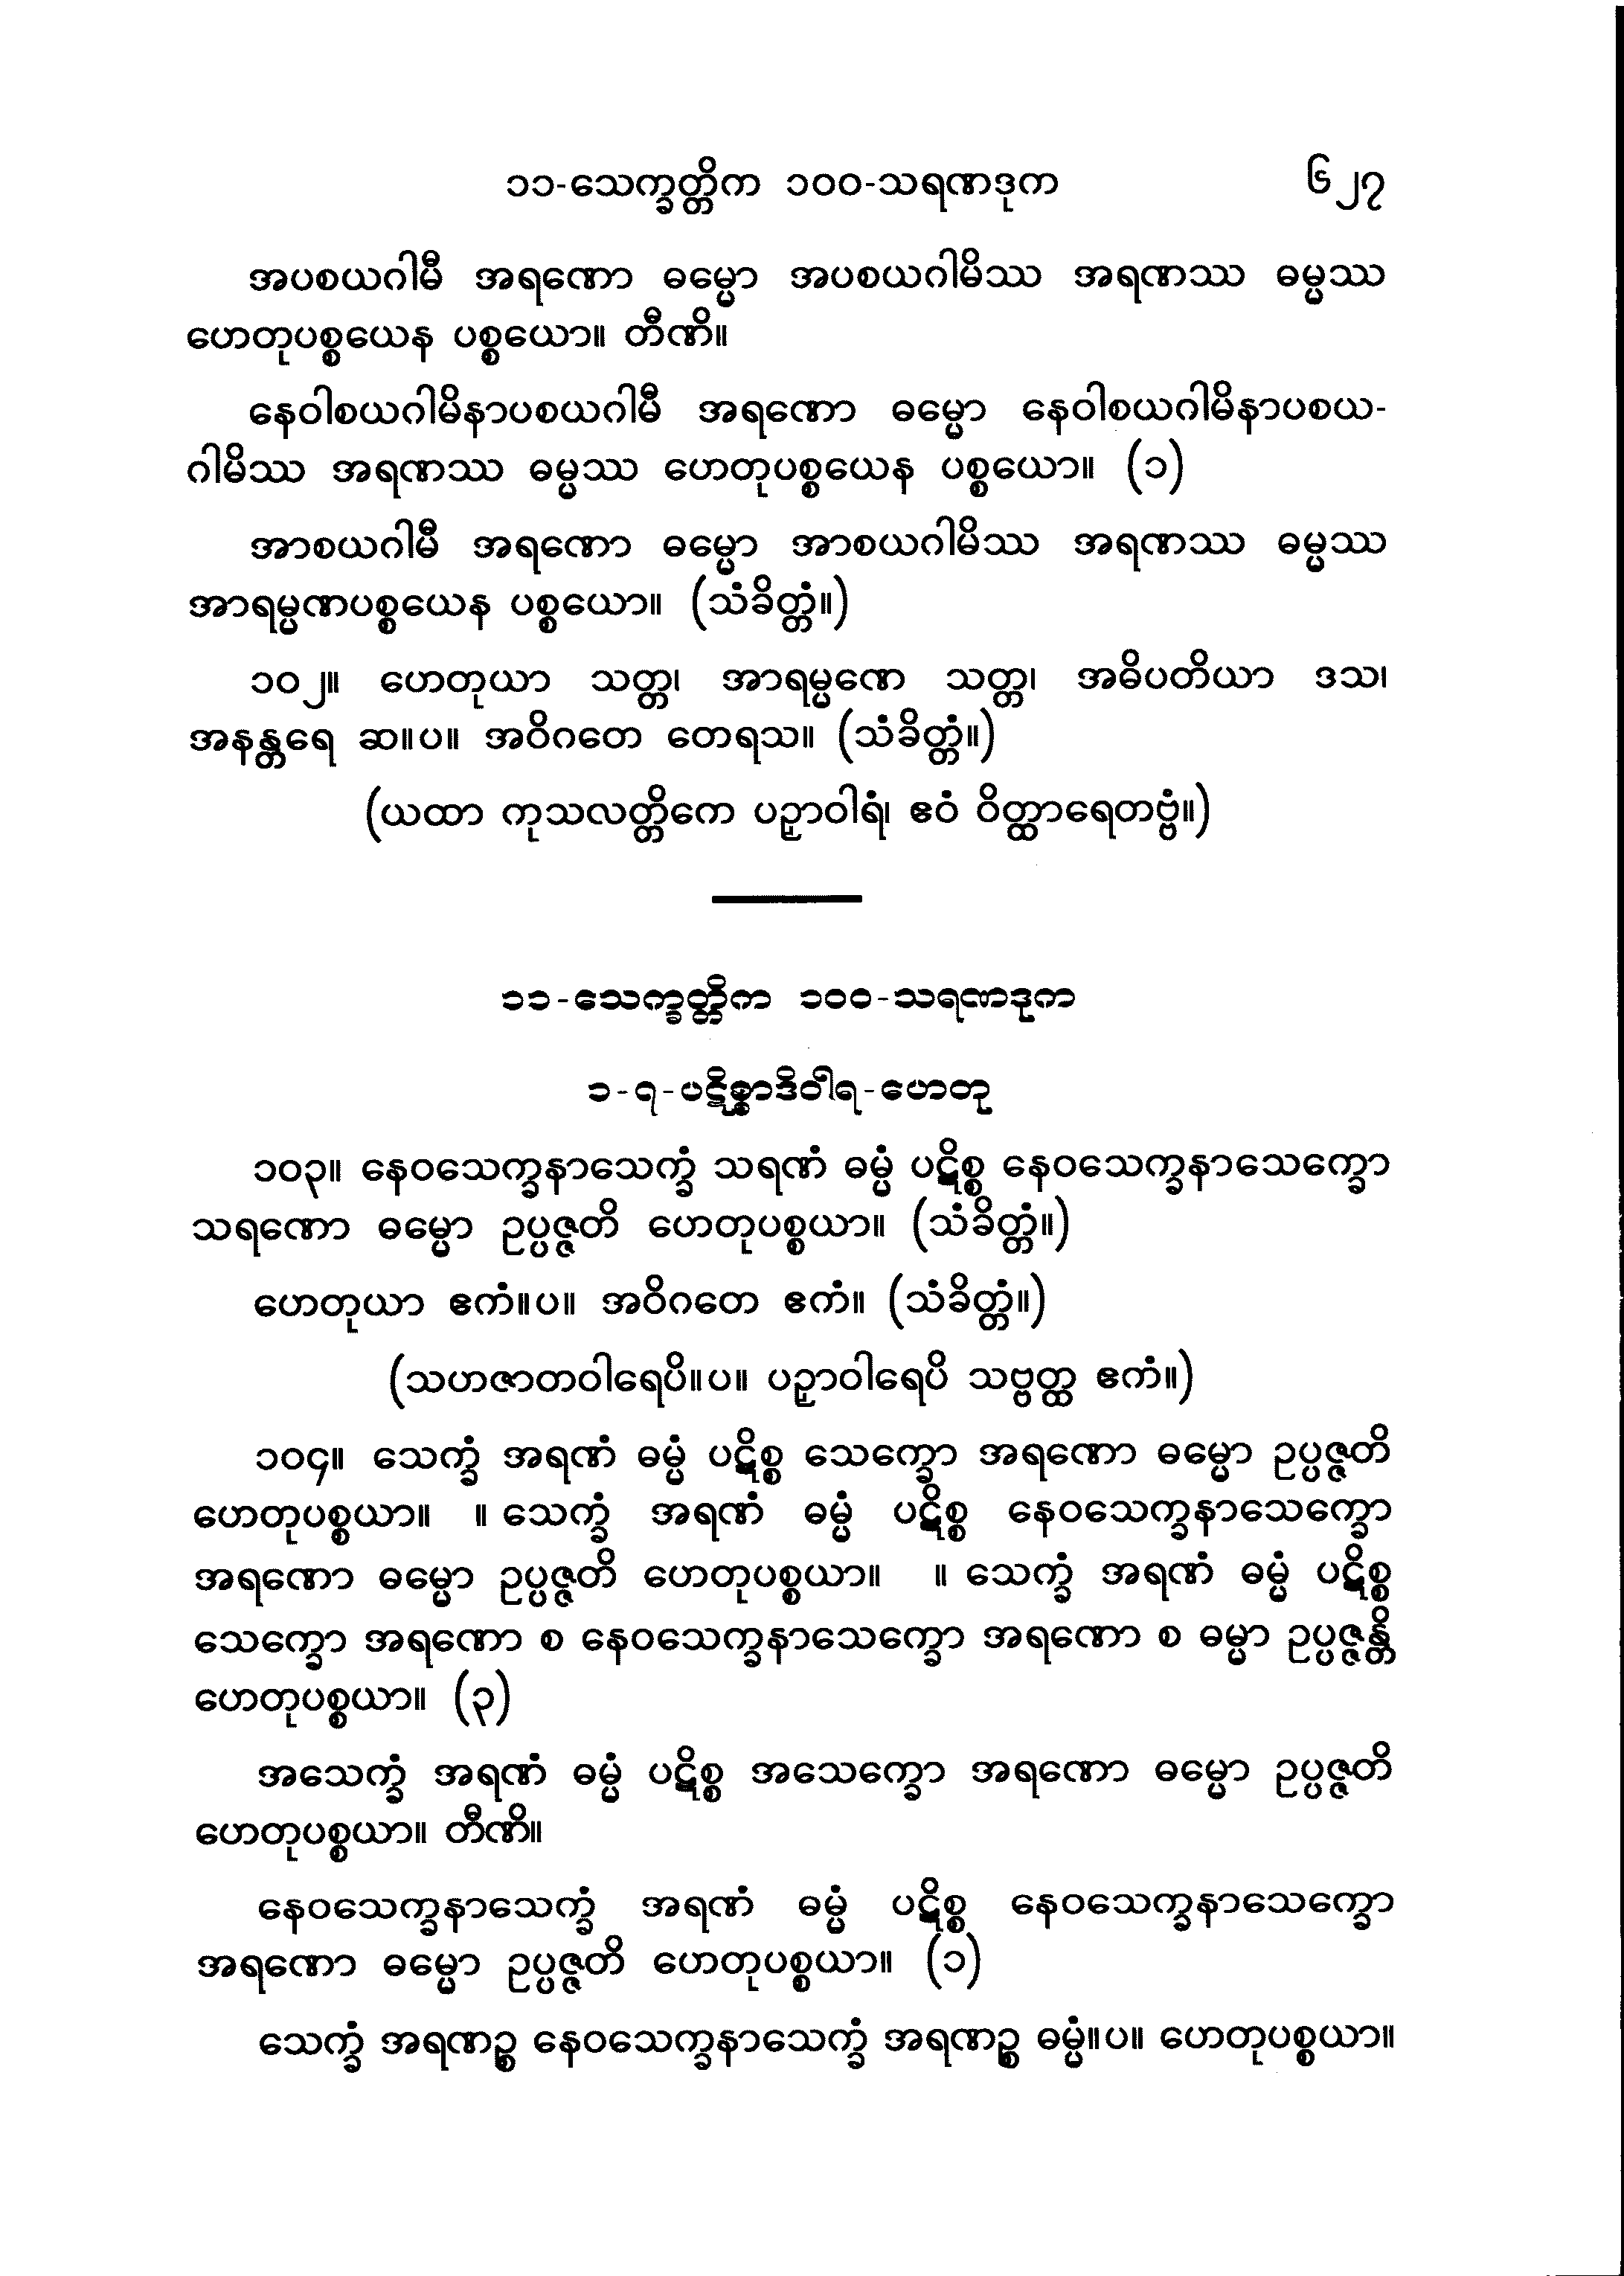 ၁၁-သေက္ခတ္တိက ၁၀၀-သရဏဒုက ၆၂၇
အပစယဂါမီ အရဏော ဓမ္မော အပစယဂါမိဿ အရဏဿ ဓမ္မဿ
ဟေတုပစ္စယေန ပစ္စယော။ တီဏိ။
နေဝါစယဂါမိနာပစယဂါမီ အရဏော ဓမ္မော နေဝါစယဂါမိနာပစယ-
ဂါမိဿ အရဏဿ ဓမ္မဿ ဟေတုပစ္စယေန ပစ္စယော။ (၁)
အာစယဂါမီ အရဏော ဓမ္မော အာစယဂါမိဿ အရဏဿ ဓမ္မဿ
အာရမ္မဏပစ္စယေန ပစ္စယော။ (သံခိတ္တံ။)
၁၀၂။ ဟေတုယာ သတ္တ၊ အာရမ္မဏေ သတ္တ၊ အဓိပတိယာ ဒသ၊
အနန္တရေ ဆ။ပ။ အဝိဂတေ တေရသ။ (သံခိတ္တံ။)
(ယထာ ကုသလတ္တိကေ ပဉှာဝါရံ၊ ဧဝံ ဝိတ္ထာရေတဗ္ဗံ။)
၁၁-သေက္ခတ္တိက ၁၀၀-သရဏဒုက
၁-၇-ပဋိစ္စာဒိဝါရ-ဟေတု
၁၀၃။ နေဝသေက္ခနာသေက္ခံ သရဏံ ဓမ္မံ ပဋိစ္စ နေဝသေက္ခနာသေက္ခော
သရဏော ဓမ္မော ဥပ္ပဇ္ဇတိ ဟေတုပစ္စယာ။ (သံခိတ္တံ။)
ဟေတုယာ ဧကံ။ပ။ အဝိဂတေ ဧကံ။ (သံခိတ္တံ။)
(သဟဇာတဝါရေပိ။ပ။ ပဉှာဝါရေပိ သဗ္ဗတ္ထ ဧကံ။)
၁၀၄။ သေက္ခံ အရဏံ ဓမ္မံ ပဋိစ္စ သေက္ခော အရဏော ဓမ္မော ဥပ္ပဇ္ဇတိ
ဟေတုပစ္စယာ။ ။ သေက္ခံ အရဏံ ဓမ္မံ ပဋိစ္စ နေဝသေက္ခနာသေက္ခော
အရဏော ဓမ္မော ဥပ္ပဇ္ဇတိ ဟေတုပစ္စယာ။ ။ သေက္ခံ အရဏံ ဓမ္မံ ပဋိစ္စ
သေက္ခော အရဏော စ နေဝသေက္ခနာသေက္ခော အရဏော စ ဓမ္မာ ဥပ္ပဇ္ဇန္တိ
ဟေတုပစ္စယာ။ (၃)
အသေက္ခံ အရဏံ ဓမ္မံ ပဋိစ္စ အသေက္ခော အရဏော ဓမ္မော ဥပ္ပဇ္ဇတိ
ဟေတုပစ္စယာ။ တီဏိ။
နေဝသေက္ခနာသေက္ခံ အရဏံ ဓမ္မံ ပဋိစ္စ နေဝသေက္ခနာသေက္ခော
အရဏော ဓမ္မော ဥပ္ပဇ္ဇတိ ဟေတုပစ္စယာ။ (၁)
သေက္ခံ အရဏဉ္စ နေဝသေက္ခနာသေက္ခံ အရဏဉ္စ ဓမ္မံ။ပ။ ဟေတုပစ္စယာ။